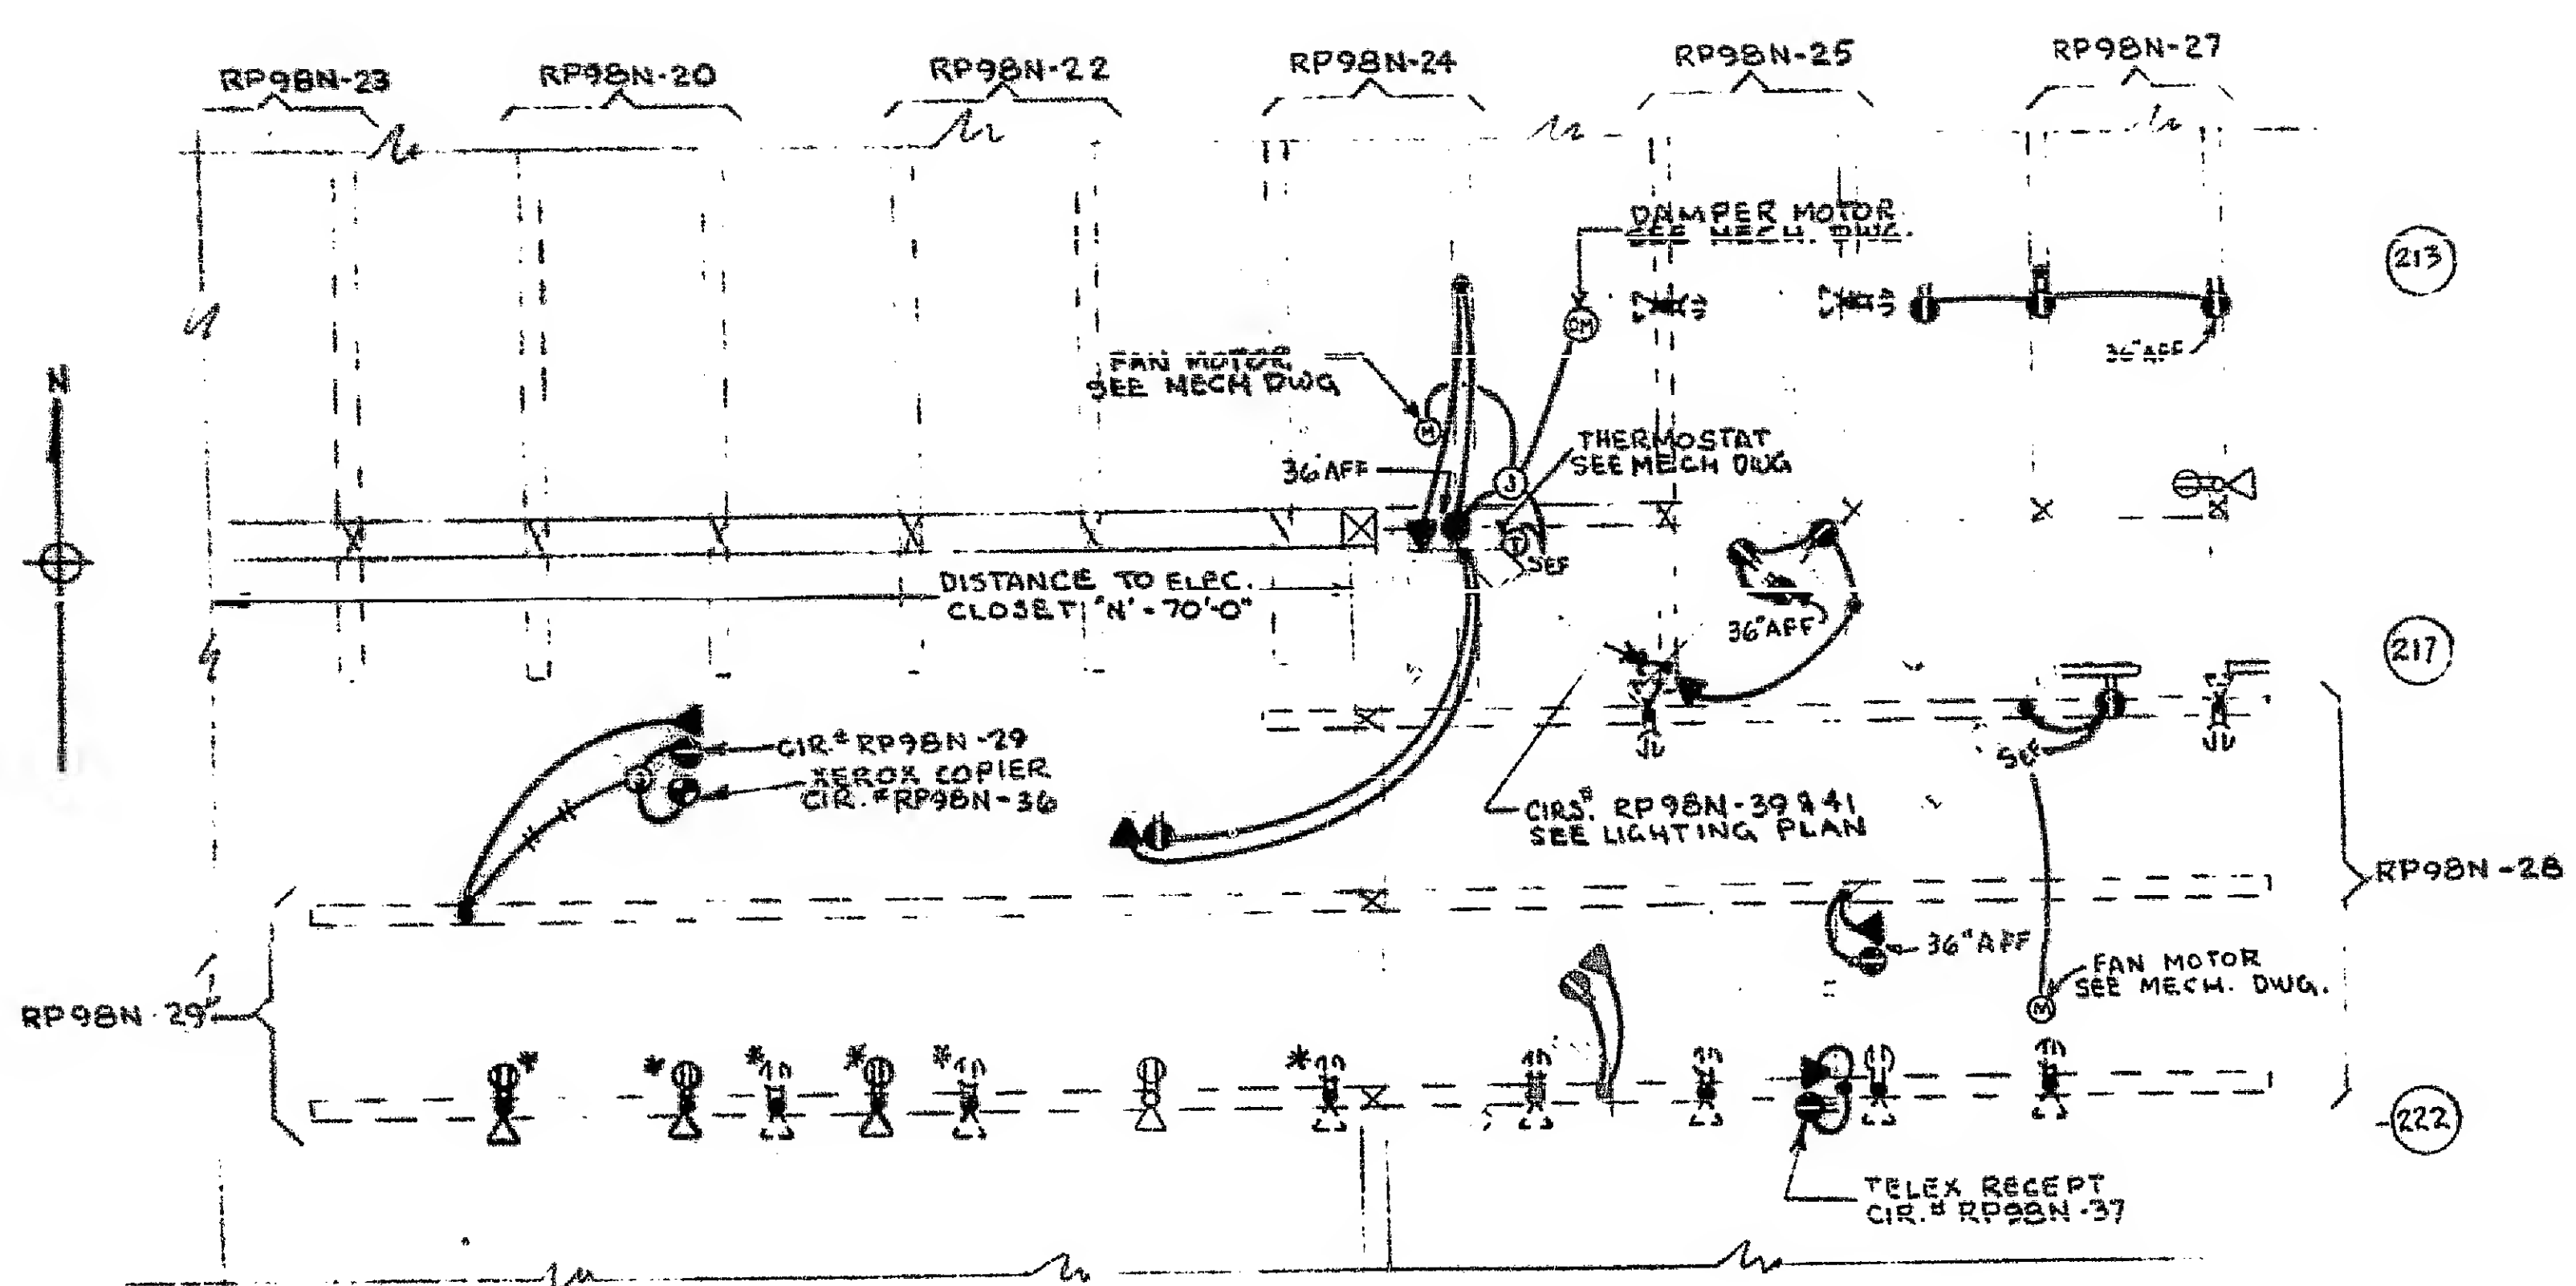 RP98N-23
RP98N-20
RP98N-22
RP98N-24
RP98N-25
RP98N-27
DAMPER MOTOR
SEE MECH. DWG.
213
DM
36"AFF
FAN MOTOR
SEE MECH DWG
M
N
THERMOSTAT
SEE MECH DWG
36"AFF
J
T
SEF
DISTANCE TO ELEC.
CLOSET 'N' - 70'-0"
36"AFF
217
CIR.# RP98N-29
XEROX COPIER
CIR.# RP98N-36
SEF
CIRS.# RP98N-39 & 41
SEE LIGHTING PLAN
RP98N-28
36"AFF
FAN MOTOR
SEE MECH. DWG.
M
RP98N-29
* * * * * *
222
TELEX RECEPT
CIR.# RP98N-37